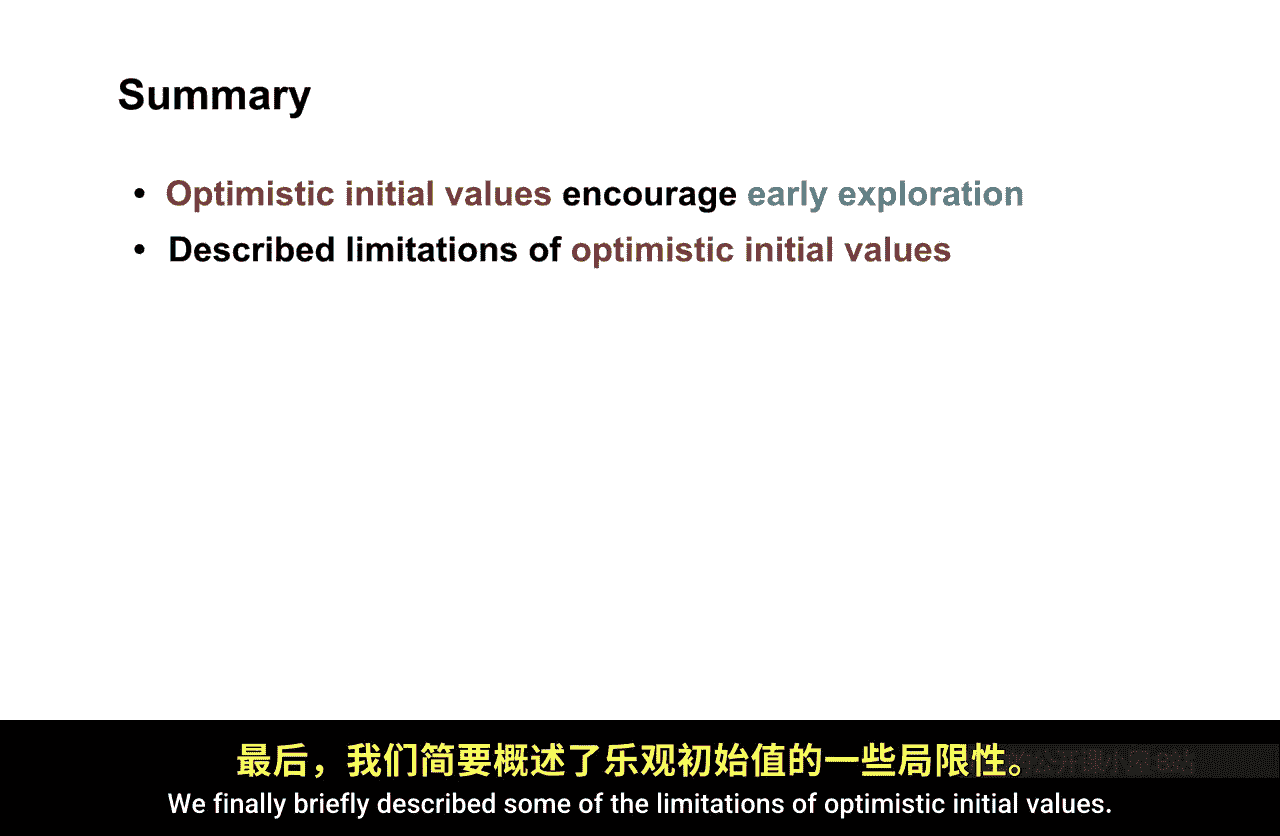 Summary
• Optimistic initial values encourage early exploration
• Described limitations of optimistic initial values
最后，我们简要概述了乐观初始值的一些局限性。
We finally briefly described some of the limitations of optimistic initial values.